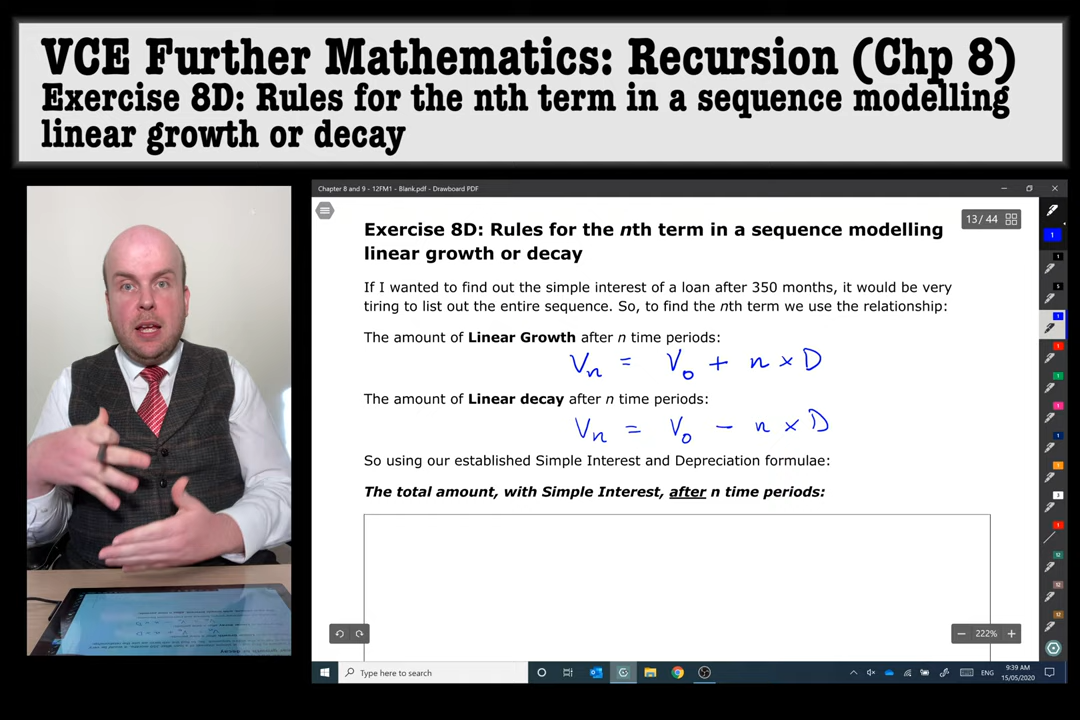 VCE Further Mathematics: Recursion (Chp 8)
Exercise 8D: Rules for the nth term in a sequence modelling
linear growth or decay
Chapter 8 and 9 - 12FM1 - Blank.pdf - Drawboard PDF
13 / 44
Exercise 8D: Rules for the nth term in a sequence modelling
linear growth or decay
If I wanted to find out the simple interest of a loan after 350 months, it would be very
tiring to list out the entire sequence. So, to find the nth term we use the relationship:
The amount of Linear Growth after n time periods:
Vn = V0 + n × D
The amount of Linear decay after n time periods:
Vn = V0 - n × D
So using our established Simple Interest and Depreciation formulae:
The total amount, with Simple Interest, after n time periods:
222%
Type here to search
ENG
9:39 AM
15/05/2020